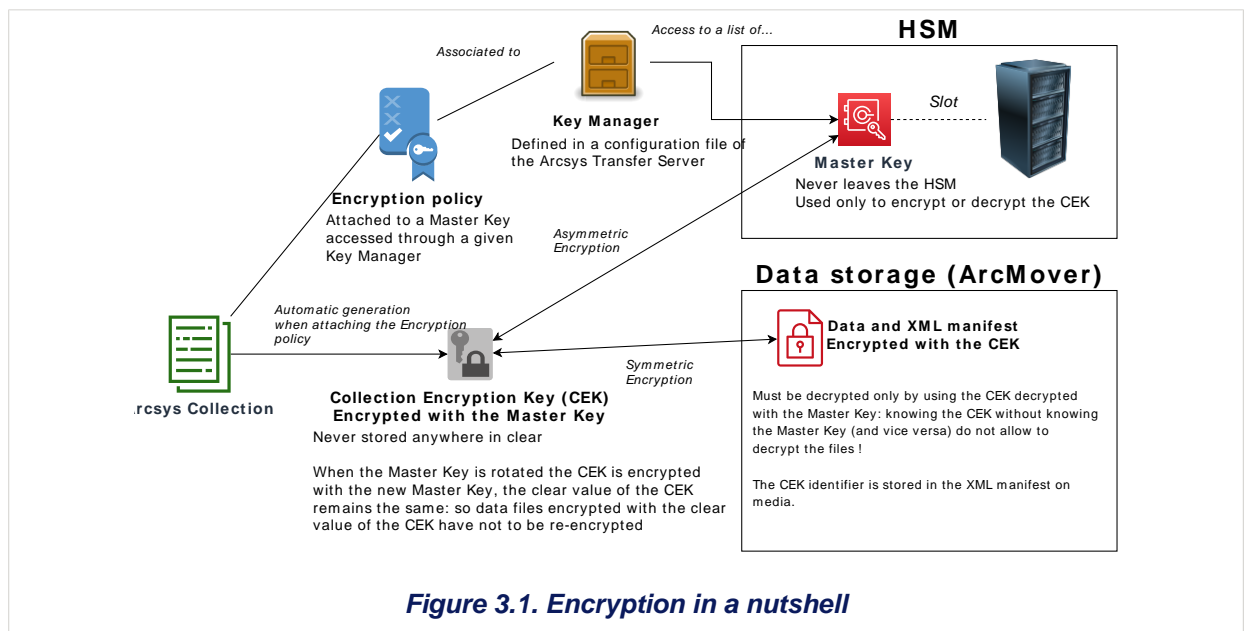 Access to a list of...
HSM
Associated to
Slot
Key Manager
Defined in a configuration file of
the Arcsys Transfer Server
Master Key
Never leaves the HSM
Used only to encrypt or decrypt the CEK
Encryption policy
Attached to a Master Key
accessed through a given
Key Manager
Asymmetric
Encryption
Data storage (ArcMover)
Automatic generation
when attaching the Encryption
policy
Data and XML manifest
Encrypted with the CEK
Symmetric
Encryption
rcsys Collection
Collection Encryption Key (CEK)
Encrypted with the Master Key
Never stored anywhere in clear
When the Master Key is rotated the CEK is encrypted
with the new Master Key, the clear value of the CEK
remains the same: so data files encrypted with the clear
value of the CEK have not to be re-encrypted
Must be decrypted only by using the CEK decrypted
with the Master Key: knowing the CEK without knowing
the Master Key (and vice versa) do not allow to
decrypt the files !
The CEK identifier is stored in the XML manifest on
media.
Figure 3.1. Encryption in a nutshell